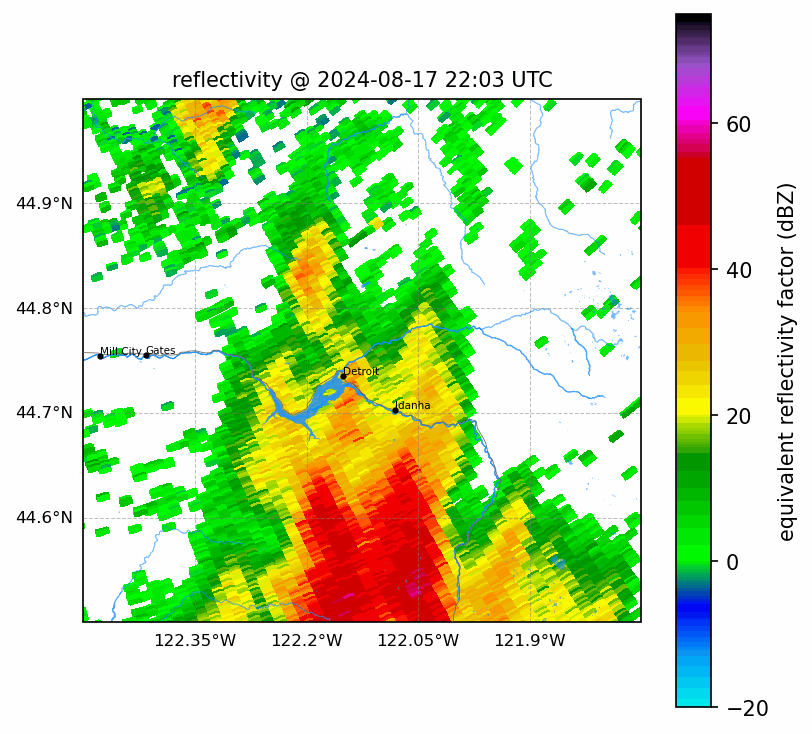 reflectivity @ 2024-08-17 22:03 UTC
60
40
20
0
−20
equivalent reflectivity factor (dBZ)
44.9°N
44.8°N
44.7°N
44.6°N
Mill City
Gates
Detroit
Idanha
122.35°W
122.2°W
122.05°W
121.9°W